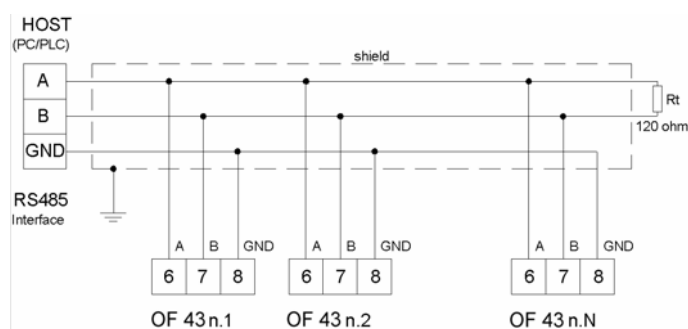 HOST
(PC/PLC)
shield
A
B
GND
Rt
120 ohm
RS485
Interface
A B GND A B GND A B GND
6 7 8 6 7 8 6 7 8
OF 43 n.1 OF 43 n.2 OF 43 n.N